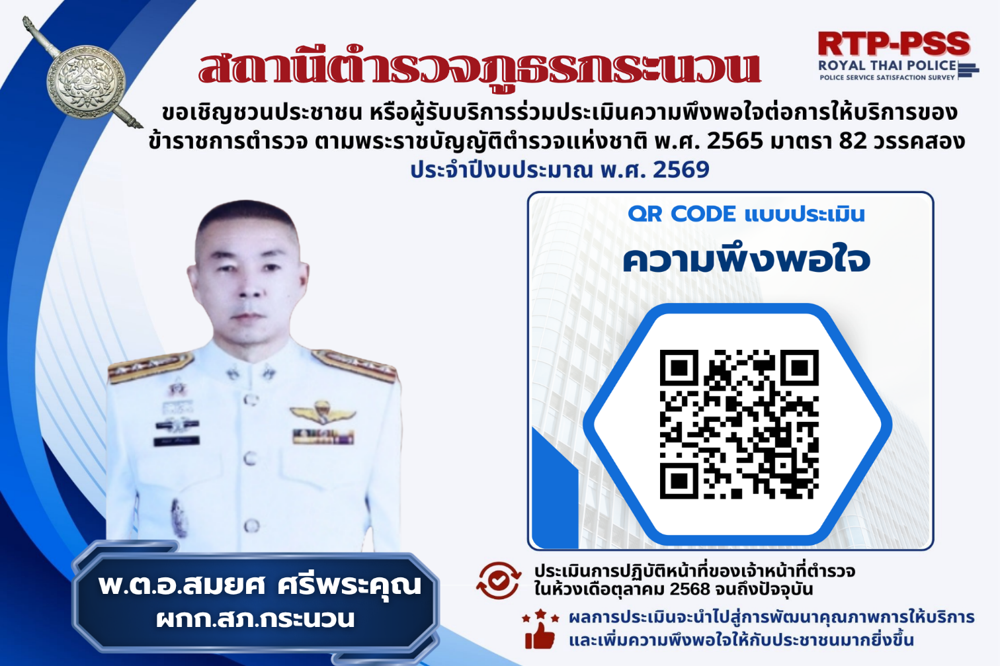 สถานีตำรวจภูธรกระนวน
RTP-PSS
ROYAL THAI POLICE
POLICE SERVICE SATISFACTION SURVEY
ขอเชิญชวนประชาชน หรือผู้รับบริการร่วมประเมินความพึงพอใจต่อการให้บริการของ
ข้าราชการตำรวจ ตามพระราชบัญญัติตำรวจแห่งชาติ พ.ศ. 2565 มาตรา 82 วรรคสอง
ประจำปีงบประมาณ พ.ศ. 2569
QR CODE แบบประเมิน
ความพึงพอใจ
พ.ต.อ.สมยศ ศรีพระคุณ
ผกก.สภ.กระนวน
ประเมินการปฏิบัติหน้าที่ของเจ้าหน้าที่ตำรวจ
ในห้วงเดือตุลาคม 2568 จนถึงปัจจุบัน
ผลการประเมินจะนำไปสู่การพัฒนาคุณภาพการให้บริการ
และเพิ่มความพึงพอใจให้กับประชาชนมากยิ่งขึ้น